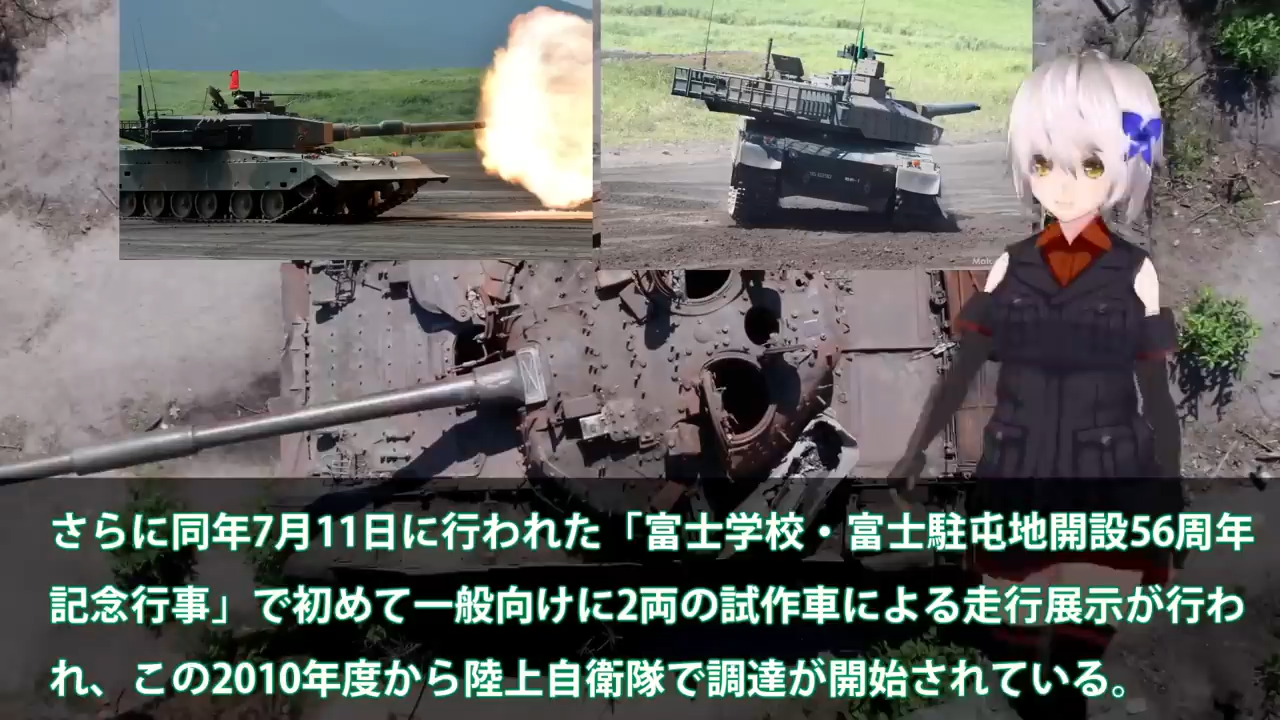 Mak
さらに同年7月11日に行われた「富士学校・富士駐屯地開設56周年
記念行事」で初めて一般向けに2両の試作車による走行展示が行わ
れ、この2010年度から陸上自衛隊で調達が開始されている。